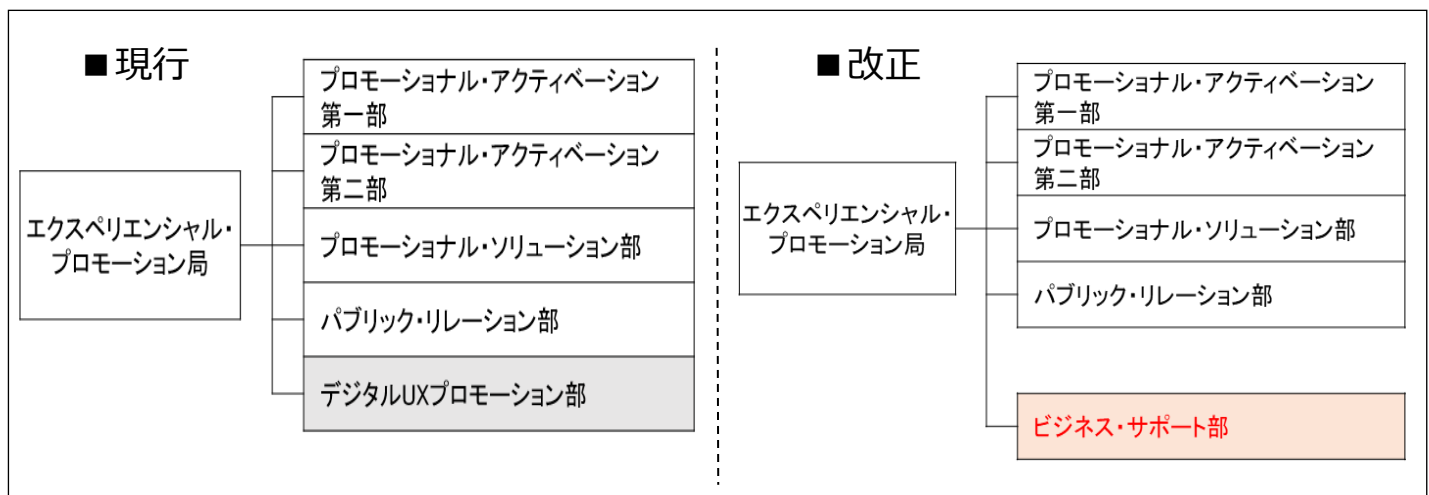 ■現行
プロモーショナル・アクティベーション
第一部
プロモーショナル・アクティベーション
第二部
エクスペリエンシャル・
プロモーション局
プロモーショナル・ソリューション部
パブリック・リレーション部
デジタルUXプロモーション部
■改正
プロモーショナル・アクティベーション
第一部
プロモーショナル・アクティベーション
第二部
エクスペリエンシャル・
プロモーション局
プロモーショナル・ソリューション部
パブリック・リレーション部
ビジネス・サポート部